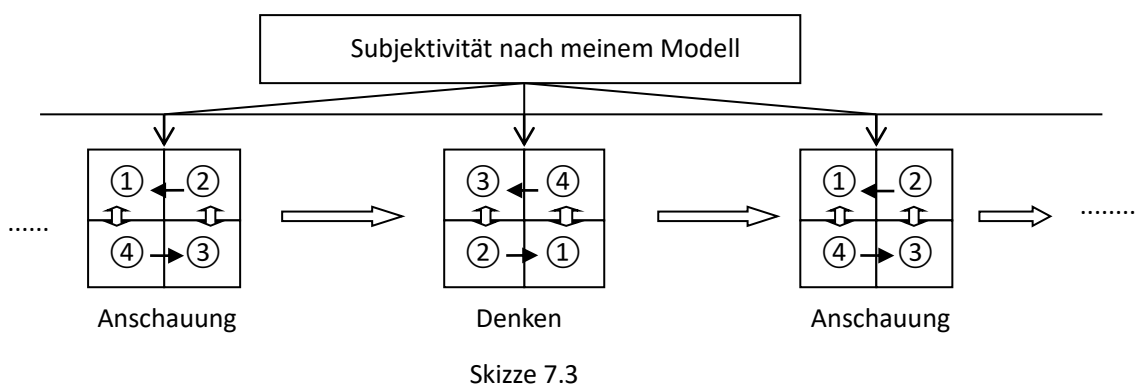 Subjektivität nach meinem Modell
① ② ③ ④ ① ②
...... ④ ③ ② ① ④ ③ .........
Anschauung Denken Anschauung
Skizze 7.3